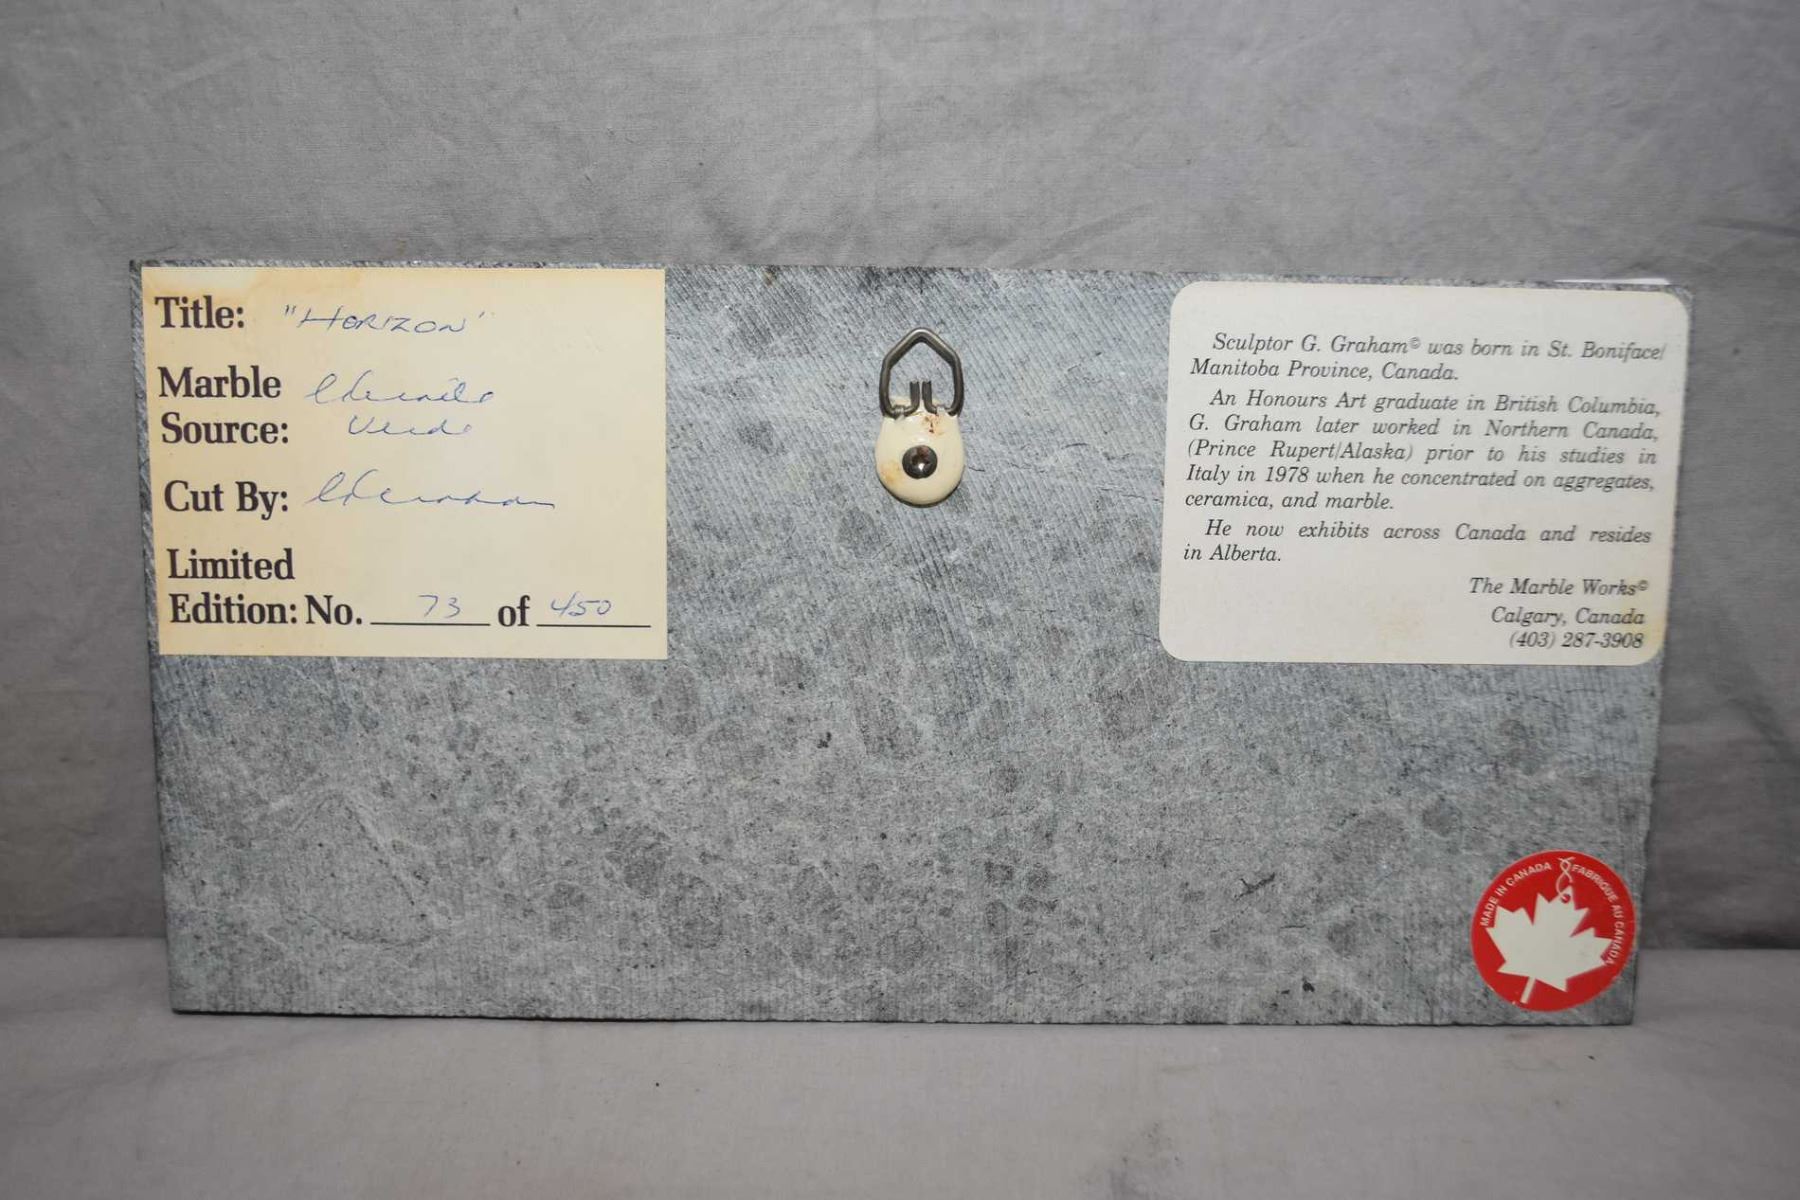 Title: "HORIZON"
Marble
Source: Verde
Cut By:
Limited
Edition: No. 73 of 450
Sculptor G. Graham© was born in St. Boniface/
Manitoba Province, Canada.
An Honours Art graduate in British Columbia,
G. Graham later worked in Northern Canada,
(Prince Rupert/Alaska) prior to his studies in
Italy in 1978 when he concentrated on aggregates,
ceramica, and marble.
He now exhibits across Canada and resides
in Alberta.
The Marble Works©
Calgary, Canada
(403) 287-3908
MADE IN CANADA FABRIQUE AU CANADA